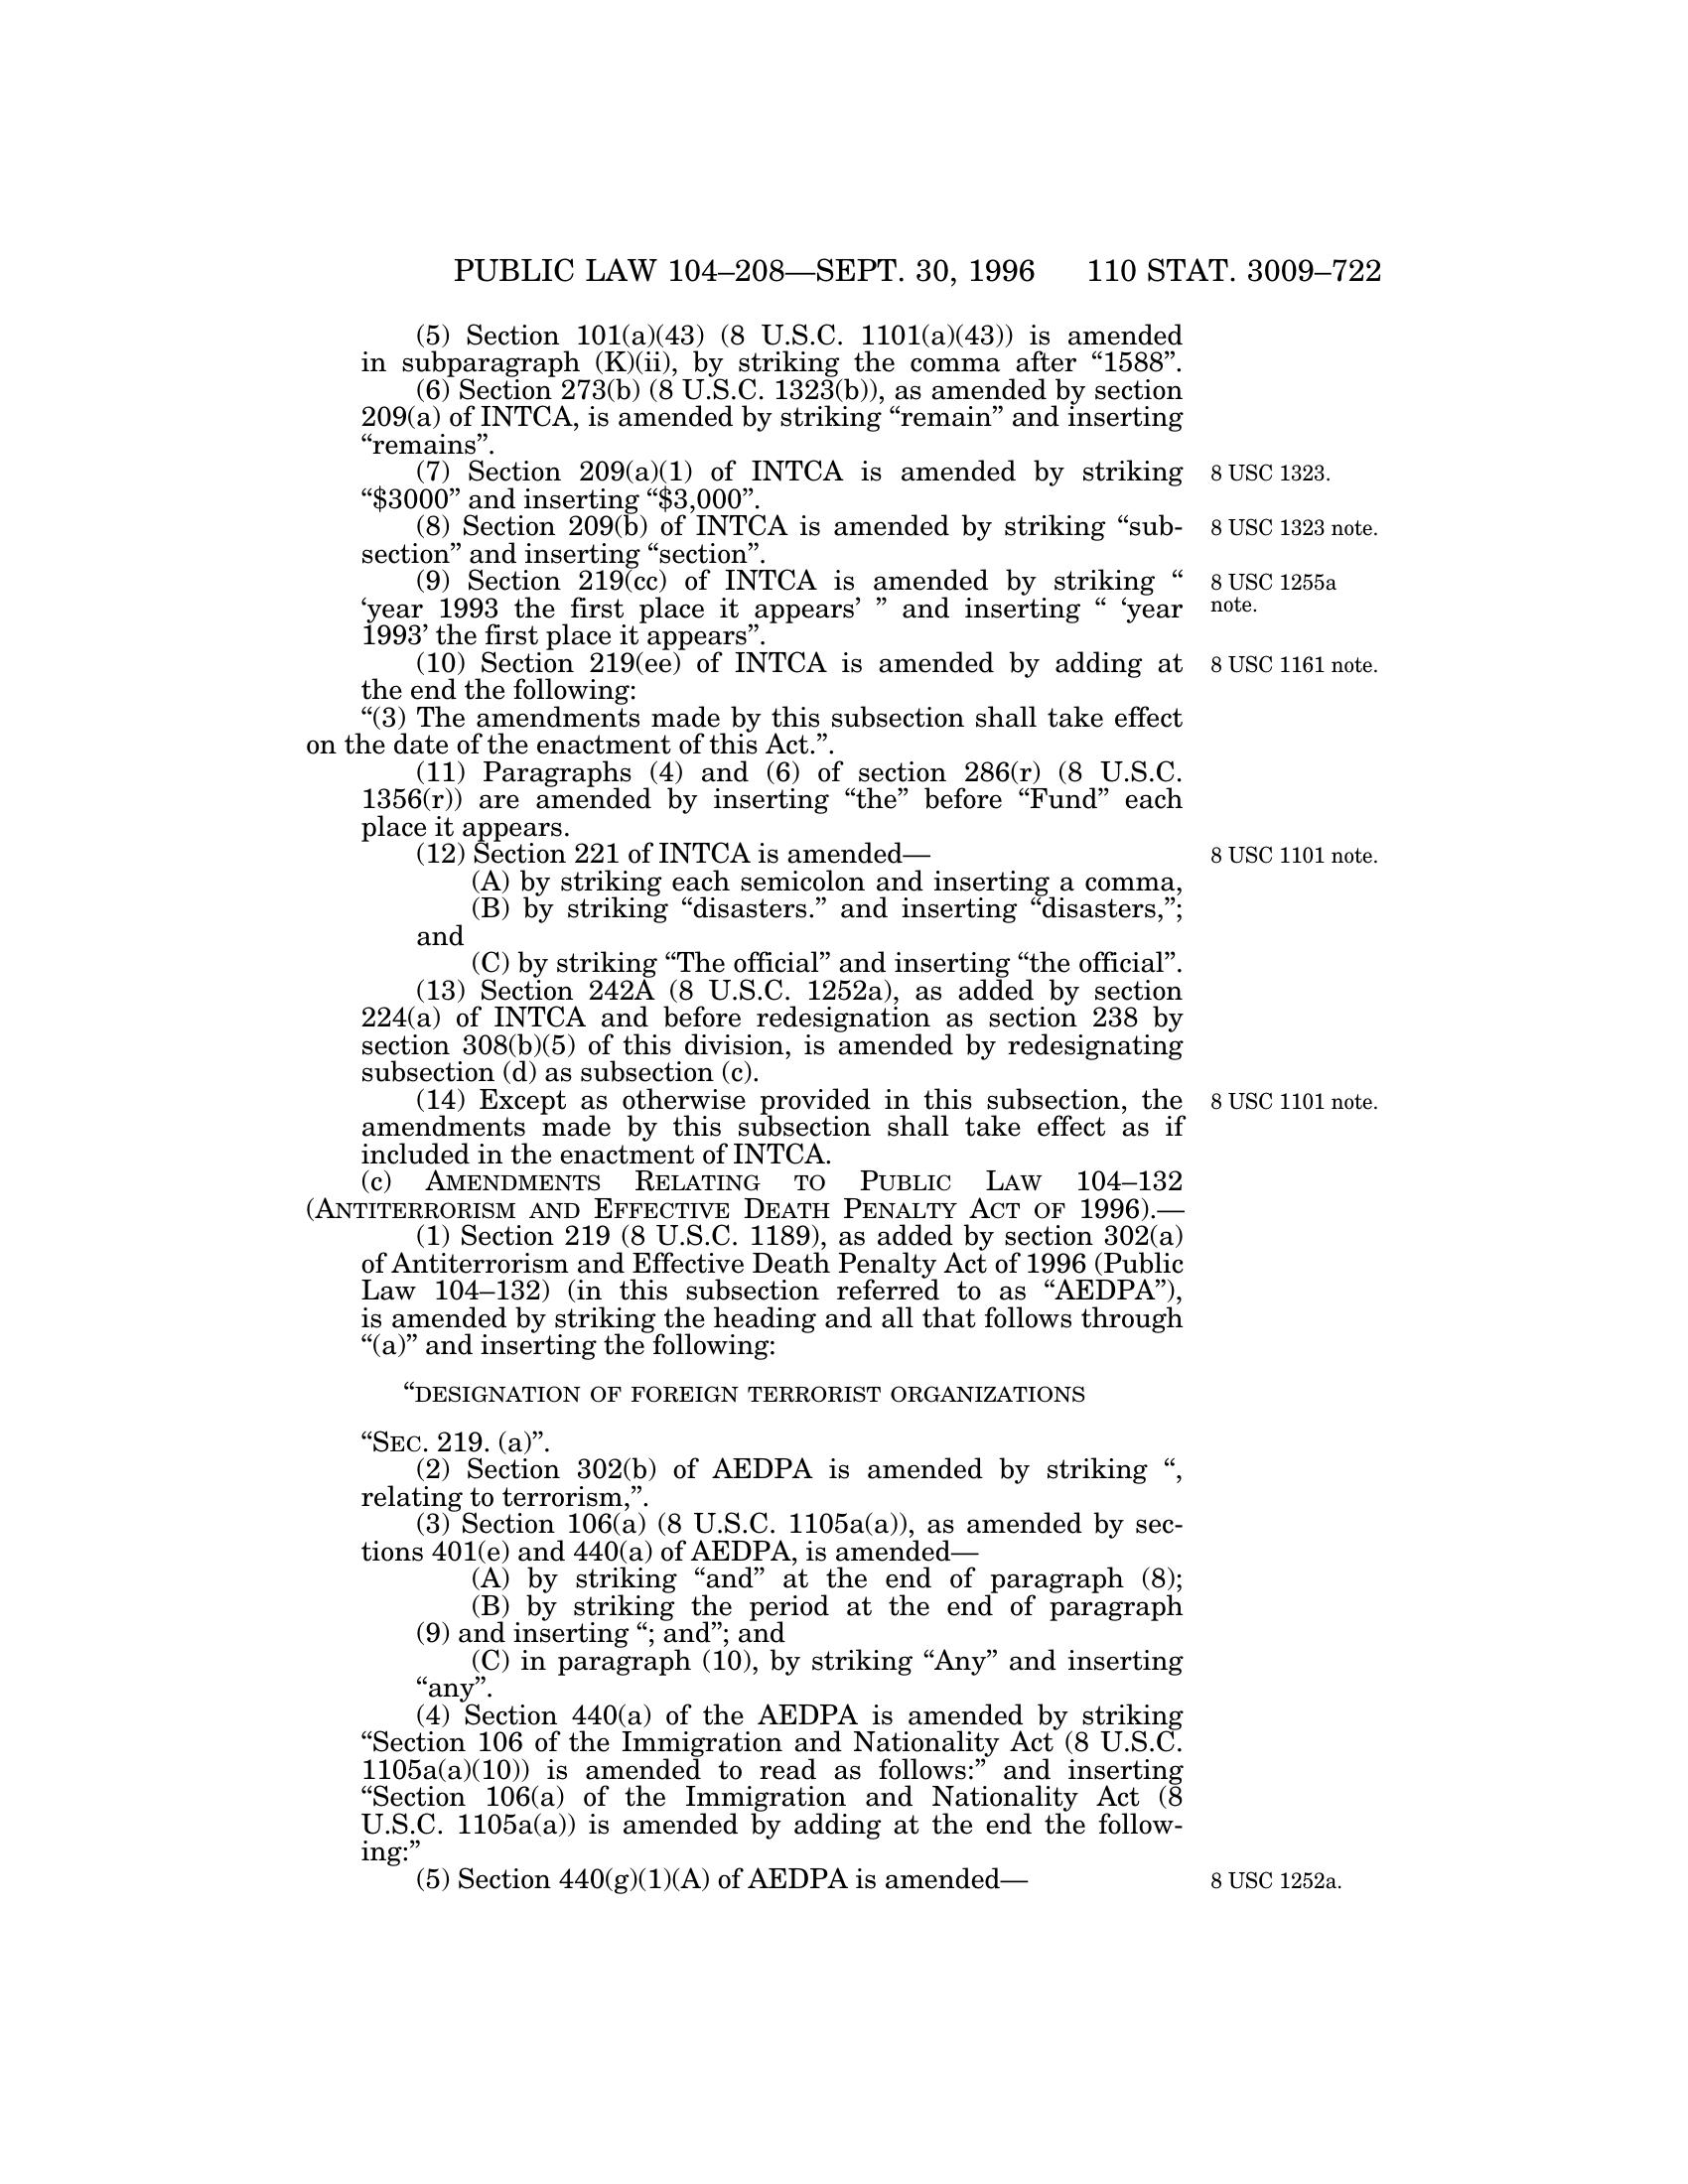 PUBLIC LAW 104–208—SEPT. 30, 1996 110 STAT. 3009–722
(5) Section 101(a)(43) (8 U.S.C. 1101(a)(43)) is amended
in subparagraph (K)(ii), by striking the comma after “1588”.
(6) Section 273(b) (8 U.S.C. 1323(b)), as amended by section
209(a) of INTCA, is amended by striking “remain” and inserting
“remains”.
(7) Section 209(a)(1) of INTCA is amended by striking
“$3000” and inserting “$3,000”.
(8) Section 209(b) of INTCA is amended by striking “sub-
section” and inserting “section”.
(9) Section 219(cc) of INTCA is amended by striking “
‘year 1993 the first place it appears’ ” and inserting “ ‘year
1993’ the first place it appears”.
(10) Section 219(ee) of INTCA is amended by adding at
the end the following:
“(3) The amendments made by this subsection shall take effect
on the date of the enactment of this Act.”.
(11) Paragraphs (4) and (6) of section 286(r) (8 U.S.C.
1356(r)) are amended by inserting “the” before “Fund” each
place it appears.
(12) Section 221 of INTCA is amended—
(A) by striking each semicolon and inserting a comma,
(B) by striking “disasters.” and inserting “disasters,”;
and
(C) by striking “The official” and inserting “the official”.
(13) Section 242A (8 U.S.C. 1252a), as added by section
224(a) of INTCA and before redesignation as section 238 by
section 308(b)(5) of this division, is amended by redesignating
subsection (d) as subsection (c).
(14) Except as otherwise provided in this subsection, the
amendments made by this subsection shall take effect as if
included in the enactment of INTCA.
(c) AMENDMENTS RELATING TO PUBLIC LAW 104–132
(ANTITERRORISM AND EFFECTIVE DEATH PENALTY ACT OF 1996).—
(1) Section 219 (8 U.S.C. 1189), as added by section 302(a)
of Antiterrorism and Effective Death Penalty Act of 1996 (Public
Law 104–132) (in this subsection referred to as “AEDPA”),
is amended by striking the heading and all that follows through
“(a)” and inserting the following:
“DESIGNATION OF FOREIGN TERRORIST ORGANIZATIONS
“SEC. 219. (a)”.
(2) Section 302(b) of AEDPA is amended by striking “,
relating to terrorism,”.
(3) Section 106(a) (8 U.S.C. 1105a(a)), as amended by sec-
tions 401(e) and 440(a) of AEDPA, is amended—
(A) by striking “and” at the end of paragraph (8);
(B) by striking the period at the end of paragraph
(9) and inserting “; and”; and
(C) in paragraph (10), by striking “Any” and inserting
“any”.
(4) Section 440(a) of the AEDPA is amended by striking
“Section 106 of the Immigration and Nationality Act (8 U.S.C.
1105a(a)(10)) is amended to read as follows:” and inserting
“Section 106(a) of the Immigration and Nationality Act (8
U.S.C. 1105a(a)) is amended by adding at the end the follow-
ing:”
(5) Section 440(g)(1)(A) of AEDPA is amended—
8 USC 1323.
8 USC 1323 note.
8 USC 1255a
note.
8 USC 1161 note.
8 USC 1101 note.
8 USC 1101 note.
8 USC 1252a.